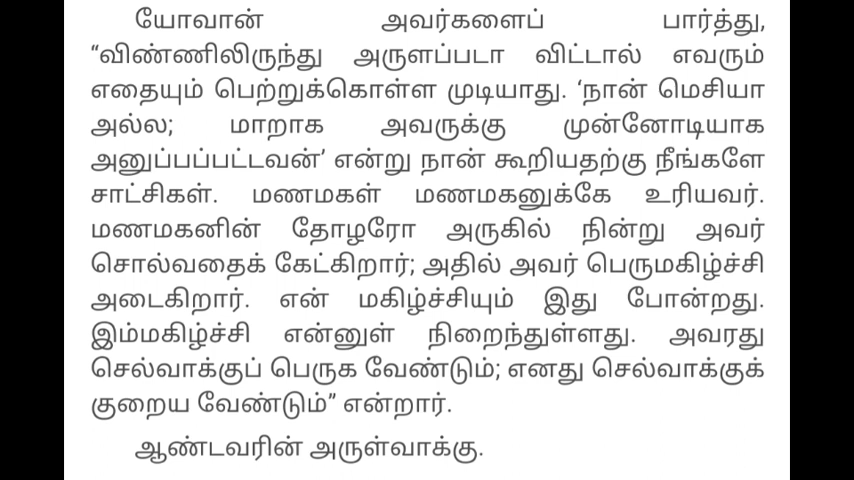 யோவான் அவர்களைப் பார்த்து,
“விண்ணிலிருந்து அருளப்படா விட்டால் எவரும்
எதையும் பெற்றுக்கொள்ள முடியாது. ‘நான் மெசியா
அல்ல; மாறாக அவருக்கு முன்னோடியாக
அனுப்பப்பட்டவன்’ என்று நான் கூறியதற்கு நீங்களே
சாட்சிகள். மணமகள் மணமகனுக்கே உரியவர்.
மணமகனின் தோழரோ அருகில் நின்று அவர்
சொல்வதைக் கேட்கிறார்; அதில் அவர் பெருமகிழ்ச்சி
அடைகிறார். என் மகிழ்ச்சியும் இது போன்றது.
இம்மகிழ்ச்சி என்னுள் நிறைந்துள்ளது. அவரது
செல்வாக்குப் பெருக வேண்டும்; எனது செல்வாக்குக்
குறைய வேண்டும்” என்றார்.
ஆண்டவரின் அருள்வாக்கு.